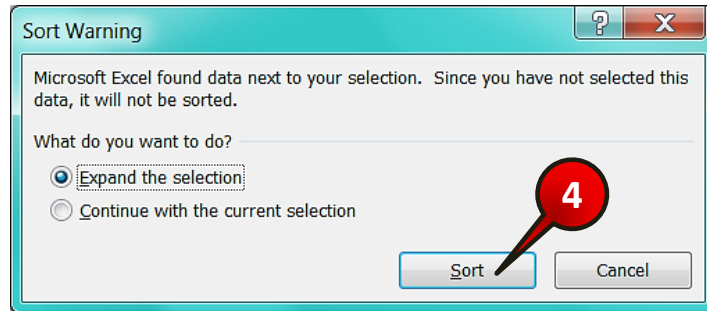 Sort Warning
Microsoft Excel found data next to your selection.  Since you have not selected this
data, it will not be sorted.
What do you want to do?
Expand the selection
Continue with the current selection
4
Sort
Cancel